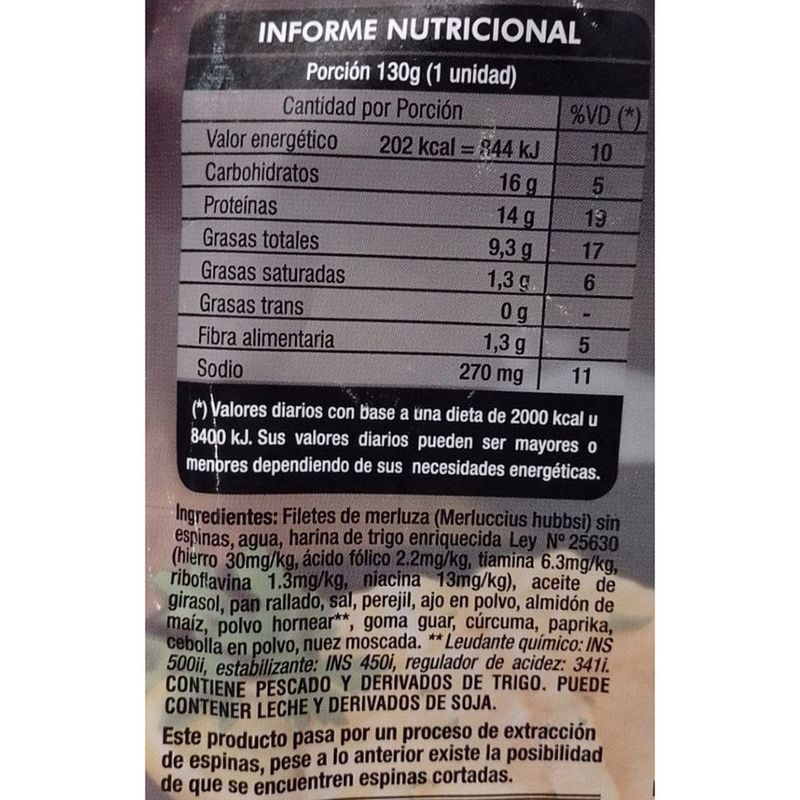 INFORME NUTRICIONAL
Porción 130g (1 unidad)
Cantidad por Porción %VD (*)
Valor energético 202 kcal = 844 kJ 10
Carbohidratos 16 g 5
Proteínas 14 g 19
Grasas totales 9,3 g 17
Grasas saturadas 1,3 g 6
Grasas trans 0 g -
Fibra alimentaria 1,3 g 5
Sodio 270 mg 11
(*) Valores diarios con base a una dieta de 2000 kcal u
8400 kJ. Sus valores diarios pueden ser mayores o
menores dependiendo de sus necesidades energéticas.
Ingredientes: Filetes de merluza (Merluccius hubbsi) sin
espinas, agua, harina de trigo enriquecida Ley Nº 25630
(hierro 30mg/kg, ácido fólico 2.2mg/kg, tiamina 6.3mg/kg,
riboflavina 1.3mg/kg, niacina 13mg/kg), aceite de
girasol, pan rallado, sal, perejil, ajo en polvo, almidón de
maíz, polvo hornear**, goma guar, cúrcuma, paprika,
cebolla en polvo, nuez moscada. ** Leudante químico: INS
500ii, estabilizante: INS 450i, regulador de acidez: 341i.
CONTIENE PESCADO Y DERIVADOS DE TRIGO. PUEDE
CONTENER LECHE Y DERIVADOS DE SOJA.
Este producto pasa por un proceso de extracción
de espinas, pese a lo anterior existe la posibilidad
de que se encuentren espinas cortadas.